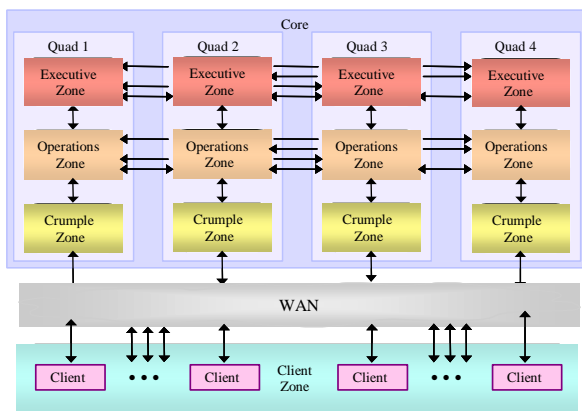 Core
Quad 1 Quad 2 Quad 3 Quad 4
Executive Executive Executive Executive
Zone Zone Zone Zone
Operations Operations Operations Operations
Zone Zone Zone Zone
Crumple Crumple Crumple Crumple
Zone Zone Zone Zone
WAN
Client ••• Client Client Client ••• Client
Zone